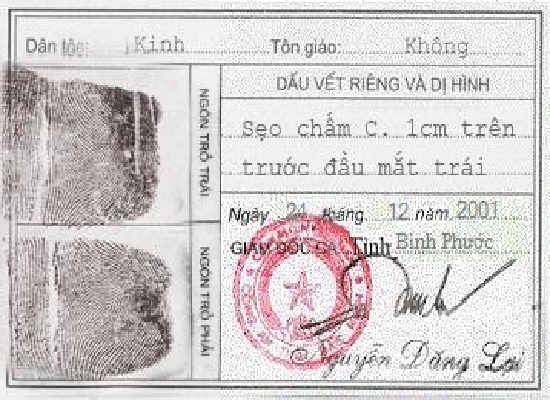 Dân tộc: Kinh Tôn giáo: Không
NGÓN TRỎ TRÁI
DẤU VẾT RIÊNG VÀ DỊ HÌNH
Sẹo chấm C. 1cm trên
trước đầu mắt trái
Ngày 24 tháng 12 năm 2001
GIÁM ĐỐC CA Tỉnh Bình Phước
NGÓN TRỎ PHẢI
Nguyễn Đăng Loi